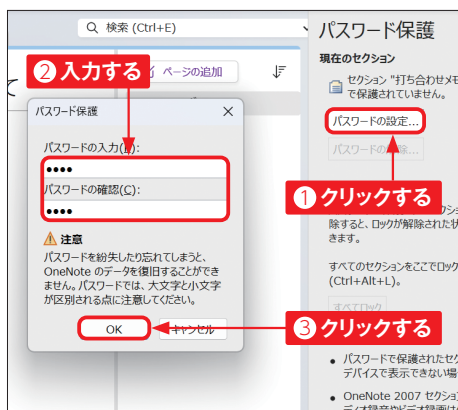 検索 (Ctrl+E)
パスワード保護
現在のセクション
セクション "打ち合わせメモ
で保護されていません。
❷入力する
ページの追加
て
パスワードの設定...
パスワード保護
パスワードの入力
パスワードの確認(C):
❶クリックする
除すると、ロックが解除された状
きます。
注意
パスワードを紛失したり忘れてしまうと、
OneNote のデータを復旧することができ
ません。パスワードでは、大文字と小文字
が区別される点に注意してください。
すべてのセクションをここでロック
(Ctrl+Alt+L)。
すべてロック
OK
キャンセル
❸クリックする
• パスワードで保護されたセク
デバイスで表示できない場
• OneNote 2007 セクション